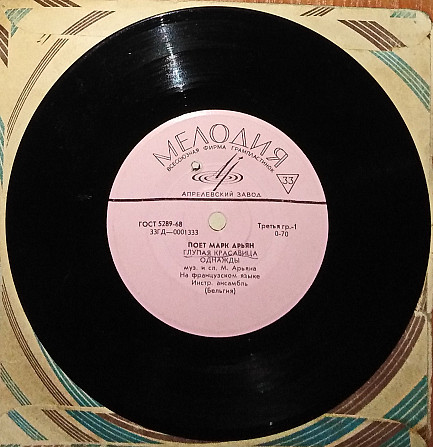 МЕЛОДИЯ
ВСЕСОЮЗНАЯ ФИРМА ГРАМПЛАСТИНОК
33
АПРЕЛЕВСКИЙ ЗАВОД
ГОСТ 5289-68
Третья гр.-1
33ГД—0001333
0-70
ПОЕТ МАРК АРЬЯН
ГЛУПАЯ КРАСАВИЦА
ОДНАЖДЫ
муз. и сл. М. Арьяна
На французском языке
Инстр. ансамбль
(Бельгия)